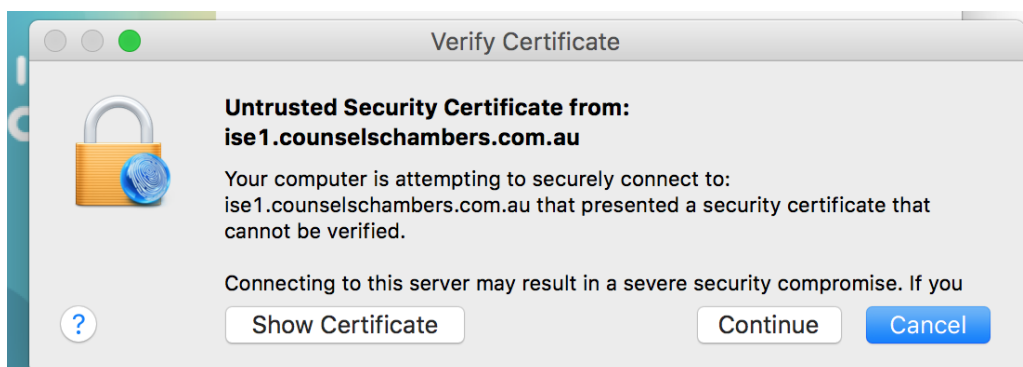 Verify Certificate
Untrusted Security Certificate from:
ise1.counselschambers.com.au
Your computer is attempting to securely connect to:
ise1.counselschambers.com.au that presented a security certificate that
cannot be verified.
Connecting to this server may result in a severe security compromise. If you
? Show Certificate Continue Cancel